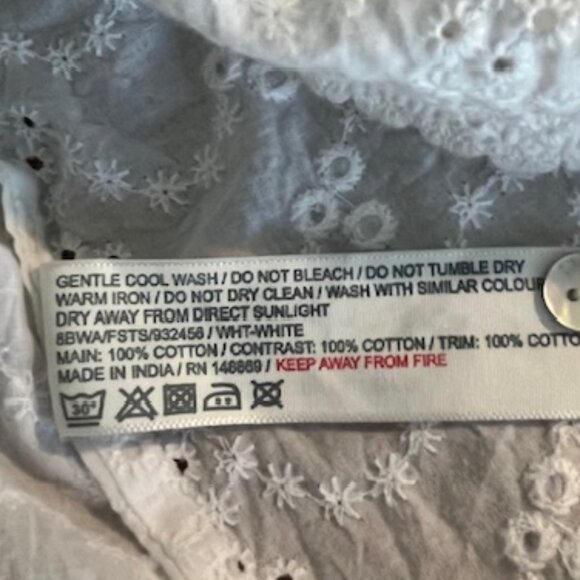 GENTLE COOL WASH / DO NOT BLEACH / DO NOT TUMBLE DRY
WARM IRON / DO NOT DRY CLEAN / WASH WITH SIMILAR COLOUR
DRY AWAY FROM DIRECT SUNLIGHT
8BWA/FSTS/932456 / WHT-WHITE
MAIN: 100% COTTON / CONTRAST: 100% COTTON / TRIM: 100% COTTO
MADE IN INDIA / RN 146869 / KEEP AWAY FROM FIRE
30°